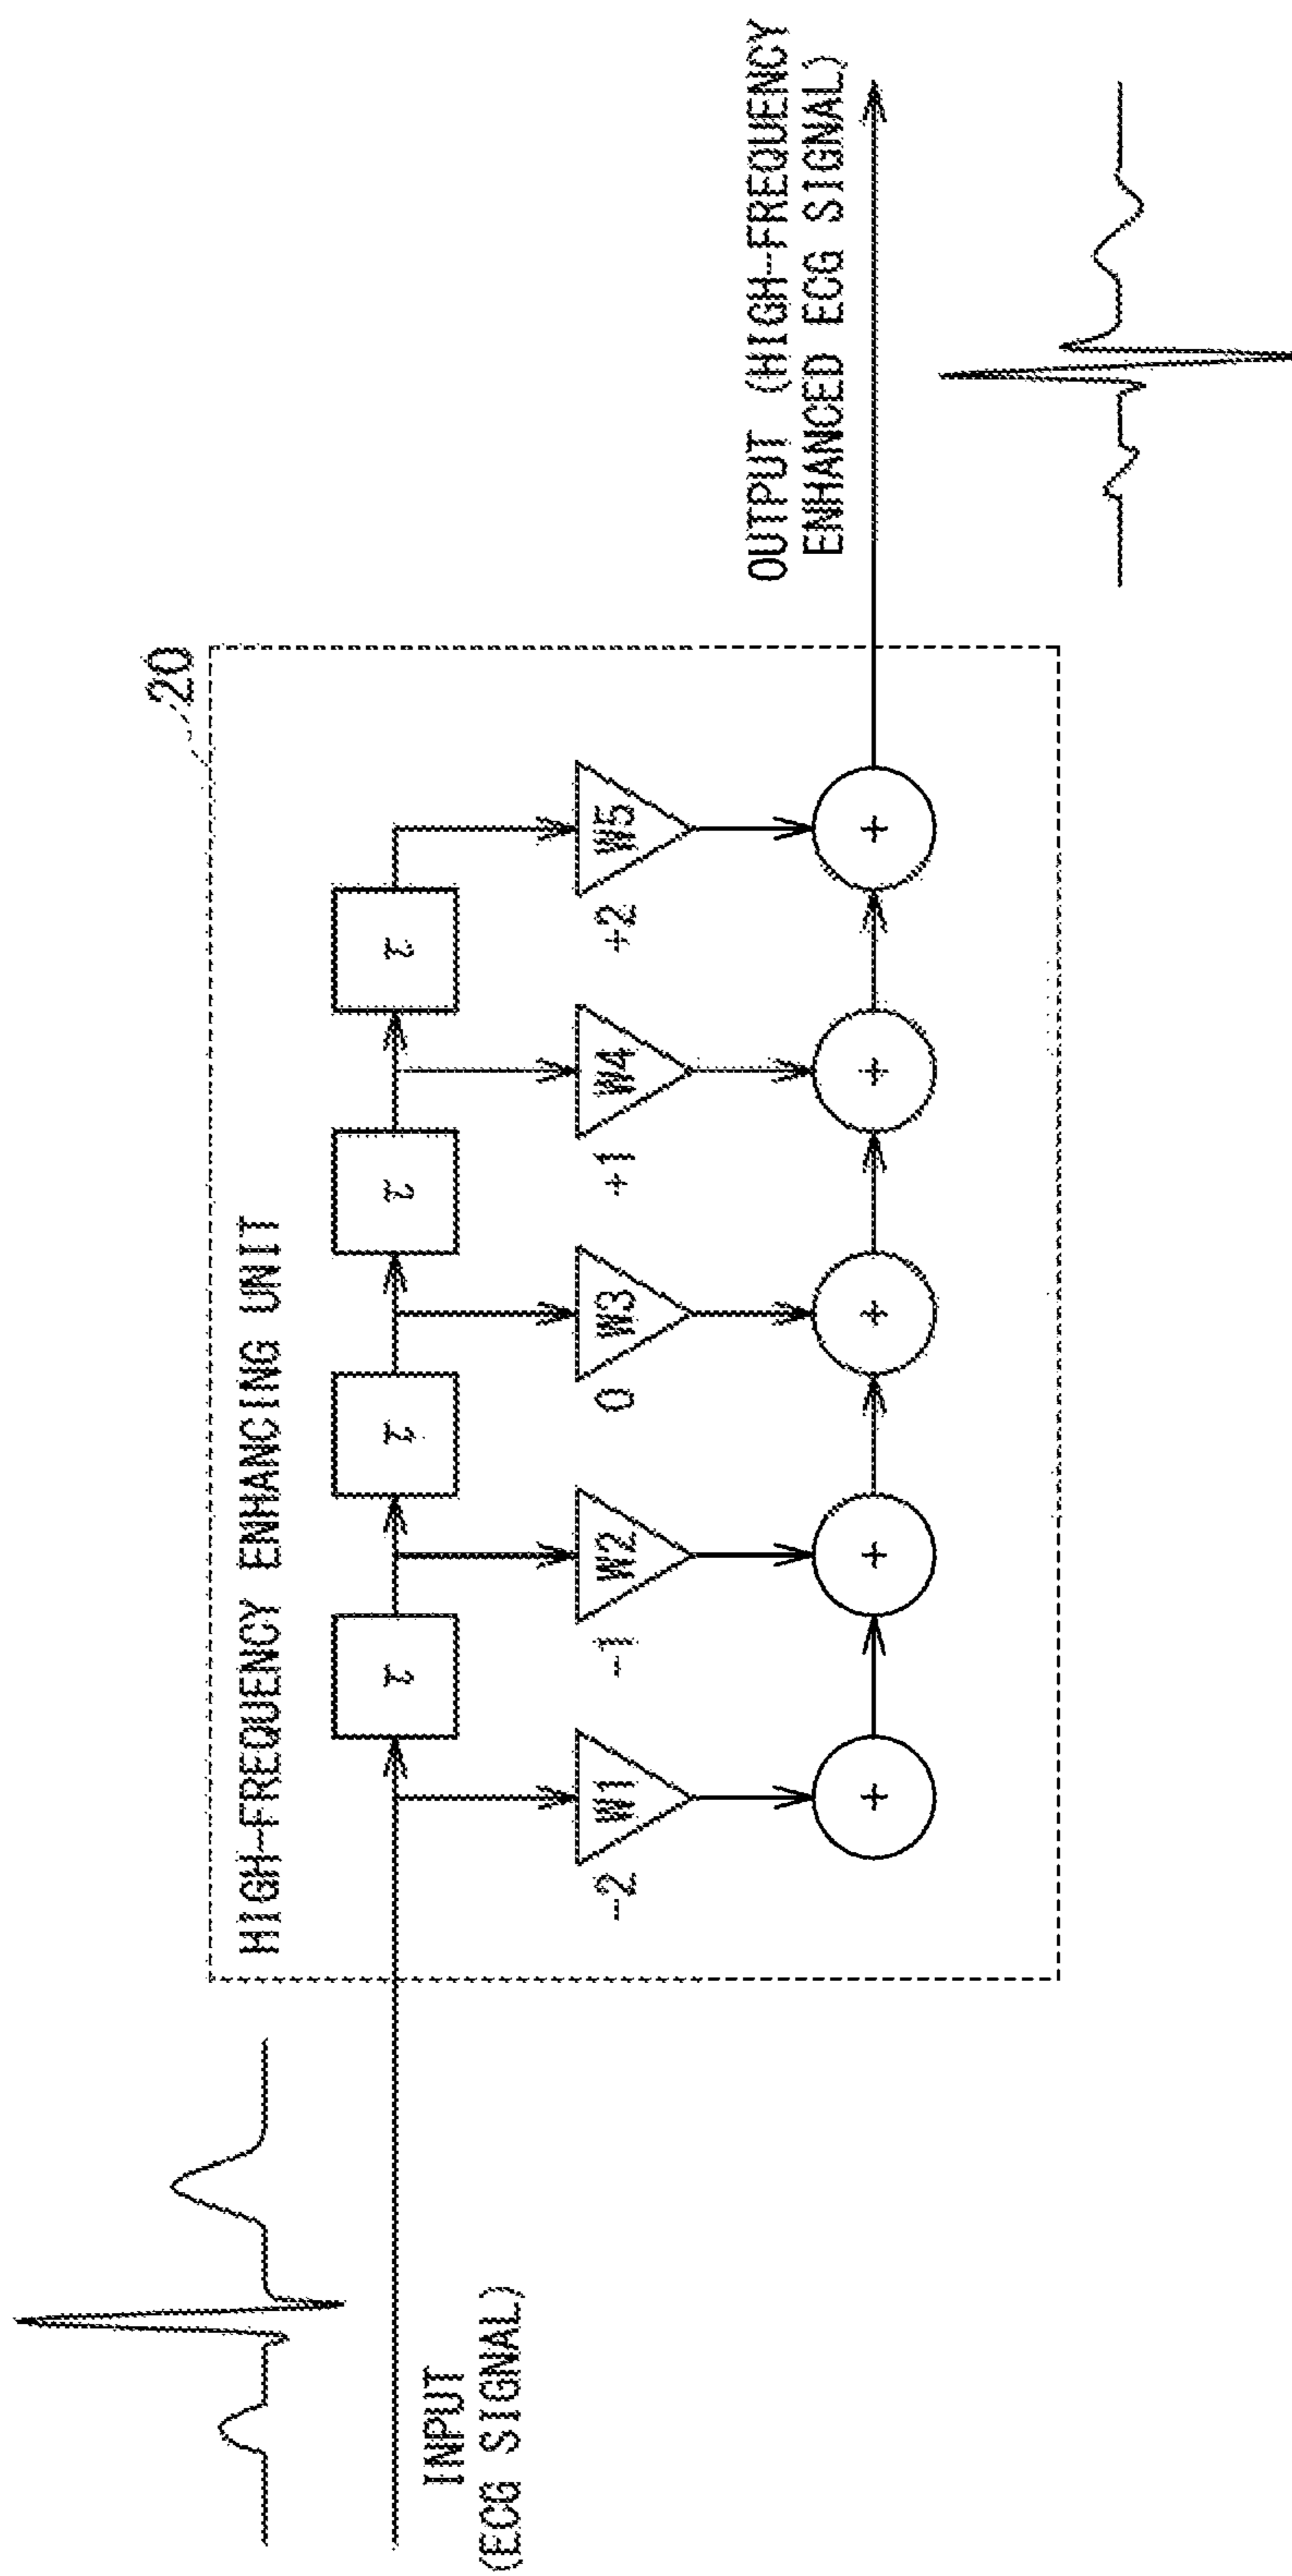 20
HIGH-FREQUENCY ENHANCING UNIT
INPUT
(ECG SIGNAL)
W1
W2
W3
W4
W5
-2
-1
0
+1
+2
+
+
+
+
+
OUTPUT (HIGH-FREQUENCY
ENHANCED ECG SIGNAL)